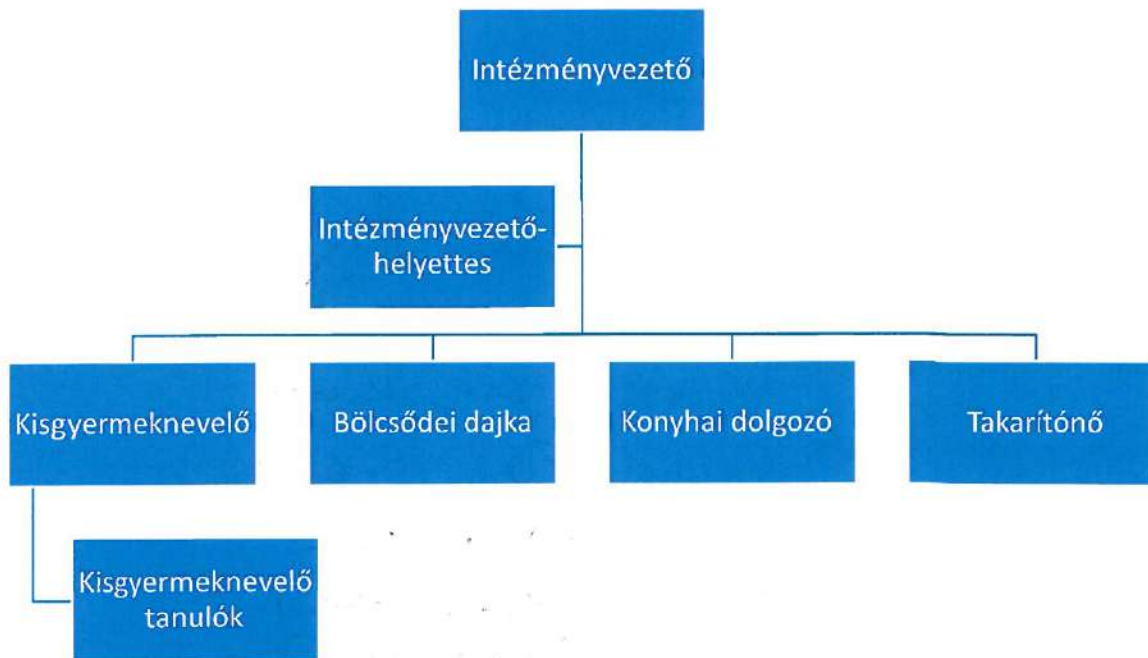 Intézményvezető
Intézményvezető-
helyettes
Kisgyermeknevelő
Bölcsődei dajka
Konyhai dolgozó
Takarítónő
Kisgyermeknevelő
tanulók